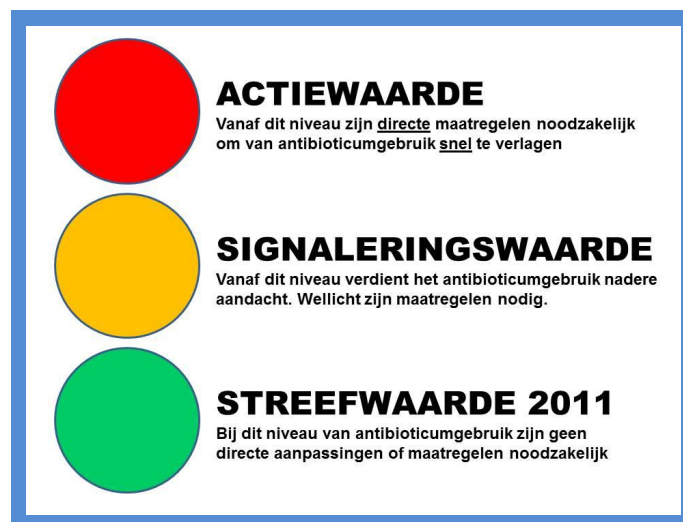 ACTIEWAARDE
Vanaf dit niveau zijn directe maatregelen noodzakelijk
om van antibioticumgebruik snel te verlagen
SIGNALERINGSWAARDE
Vanaf dit niveau verdient het antibioticumgebruik nadere
aandacht. Wellicht zijn maatregelen nodig.
STREEFWAARDE 2011
Bij dit niveau van antibioticumgebruik zijn geen
directe aanpassingen of maatregelen noodzakelijk